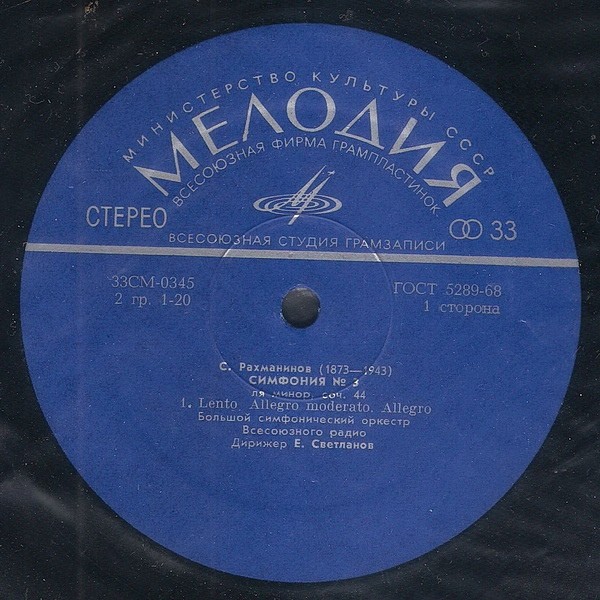 МИНИСТЕРСТВО КУЛЬТУРЫ СССР
МЕЛОДИЯ
ВСЕСОЮЗНАЯ ФИРМА ГРАМПЛАСТИНОК
СТЕРЕО
33
ВСЕСОЮЗНАЯ СТУДИЯ ГРАМЗАПИСИ
33СМ-0345
ГОСТ 5289-68
2 гр. 1-20
1 сторона
С. Рахманинов (1873—1943)
СИМФОНИЯ № 3
ля минор, соч. 44
1. Lento. Allegro moderato. Allegro
Большой симфонический оркестр
Всесоюзного радио
Дирижер Е. Светланов